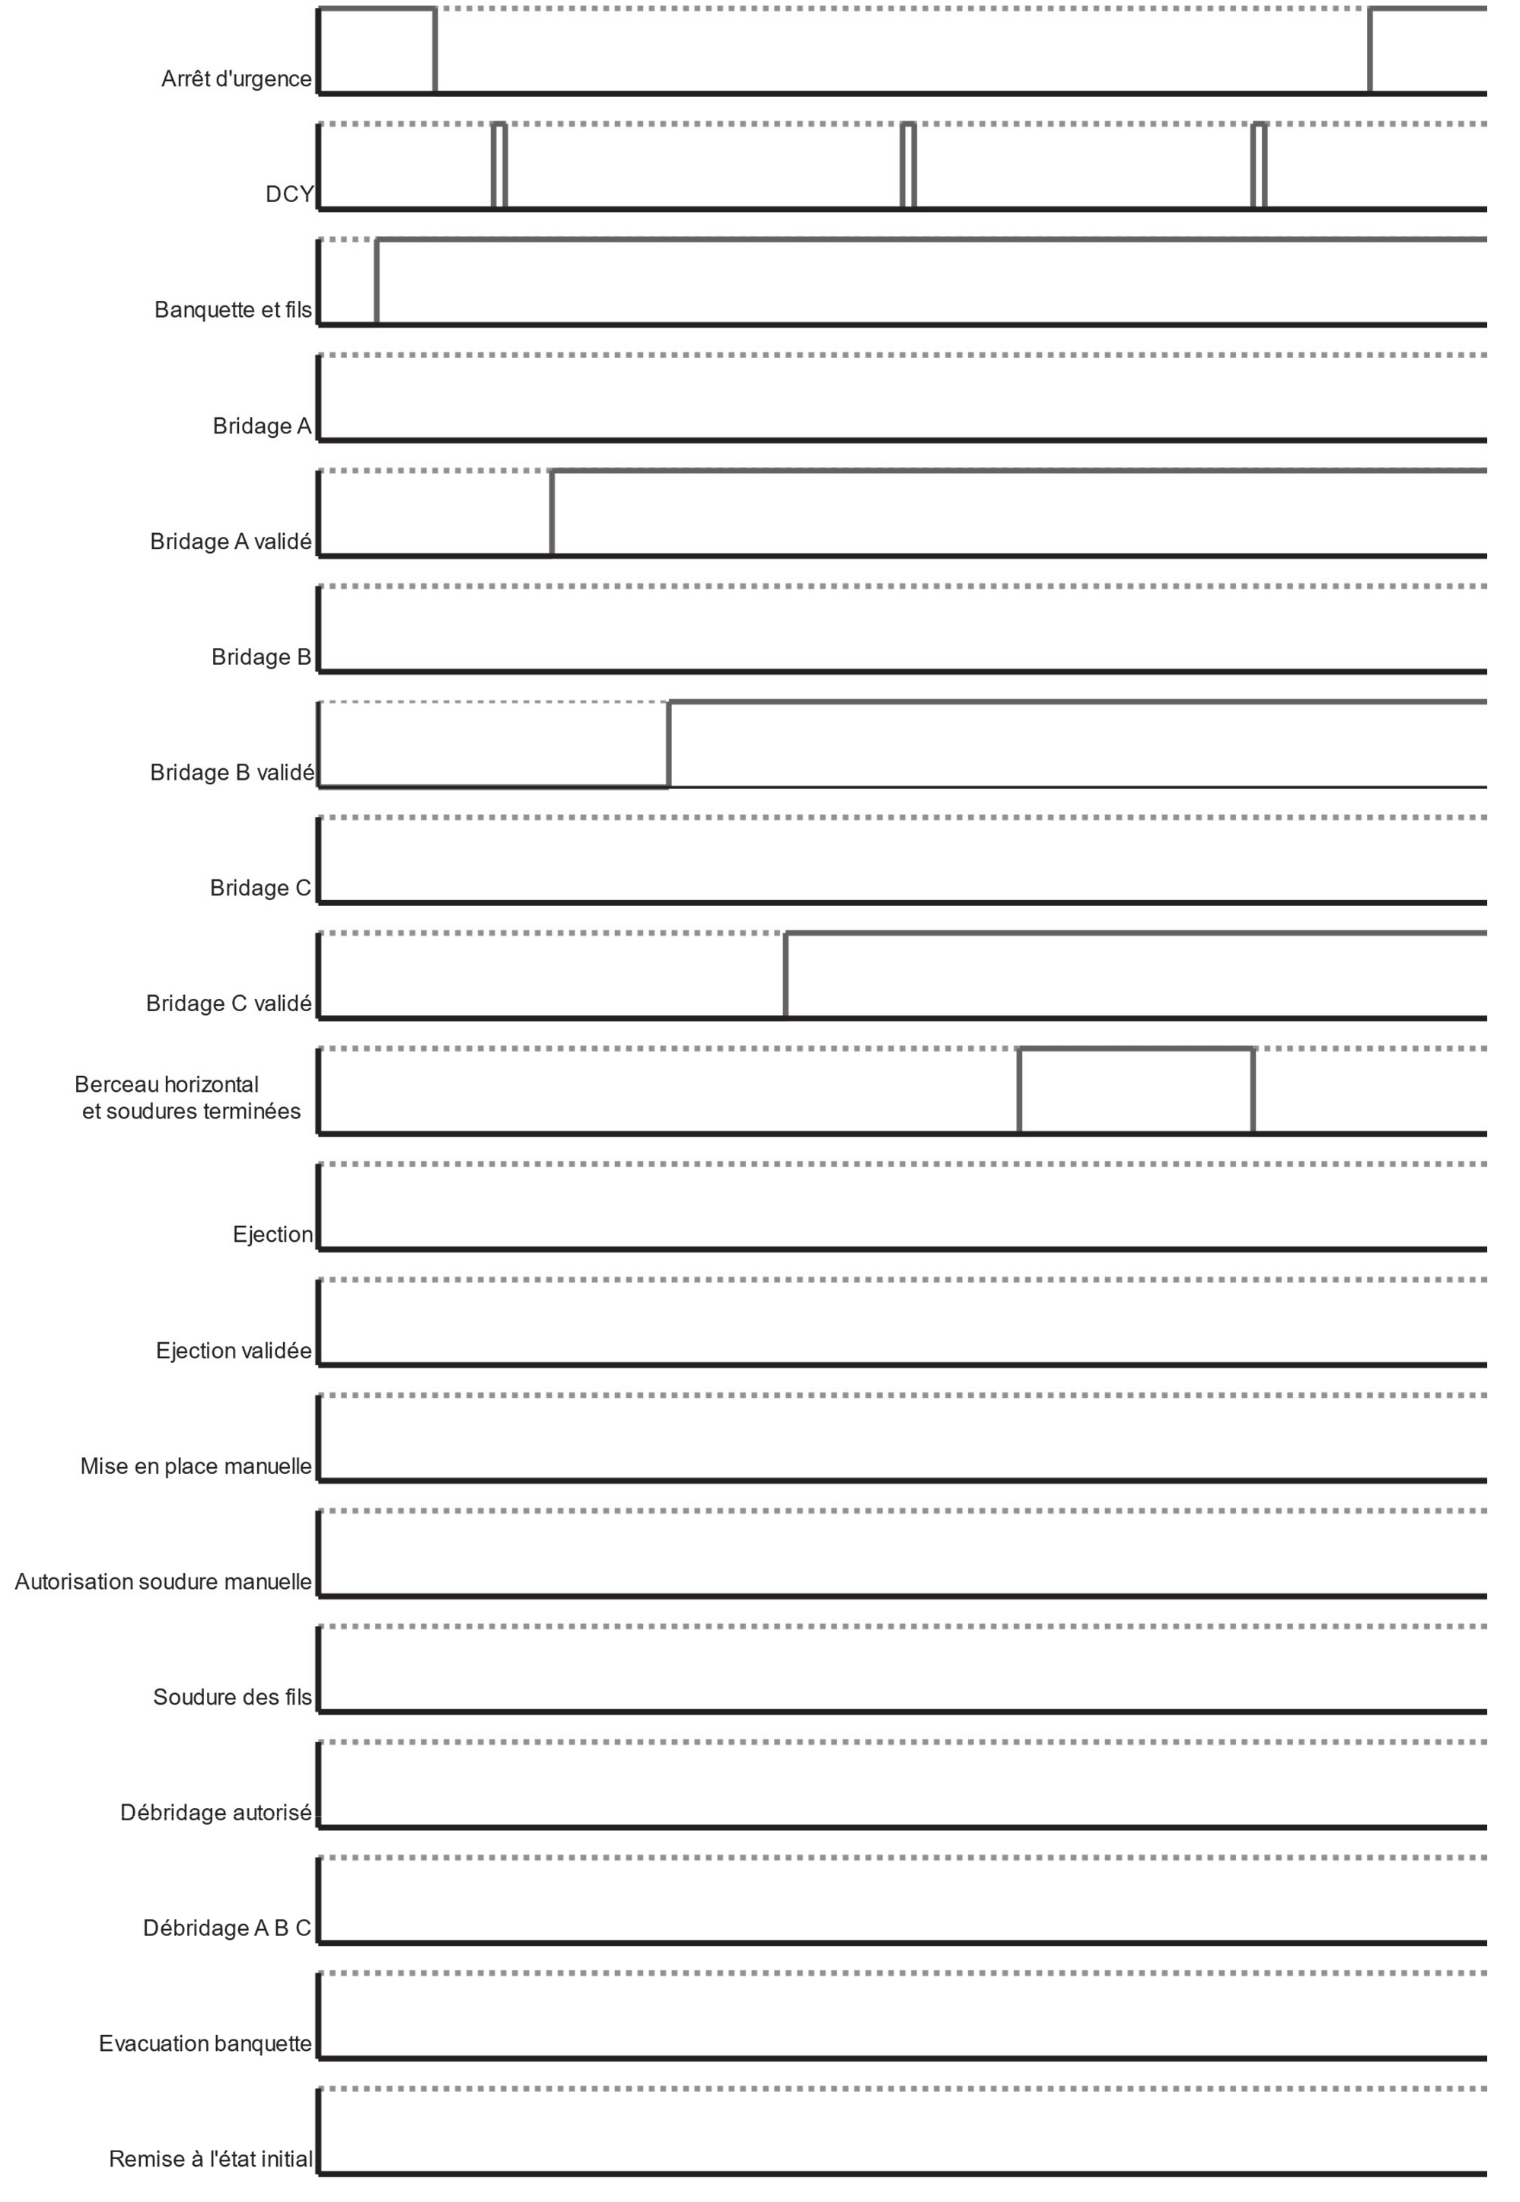 Arrêt d'urgence
DCY
Banquette et fils
Bridage A
Bridage A validé
Bridage B
Bridage B validé
Bridage C
Bridage C validé
Berceau horizontal
et soudures terminées
Ejection
Ejection validée
Mise en place manuelle
Autorisation soudure manuelle
Soudure des fils
Débridage autorisé
Débridage A B C
Evacuation banquette
Remise à l'état initial